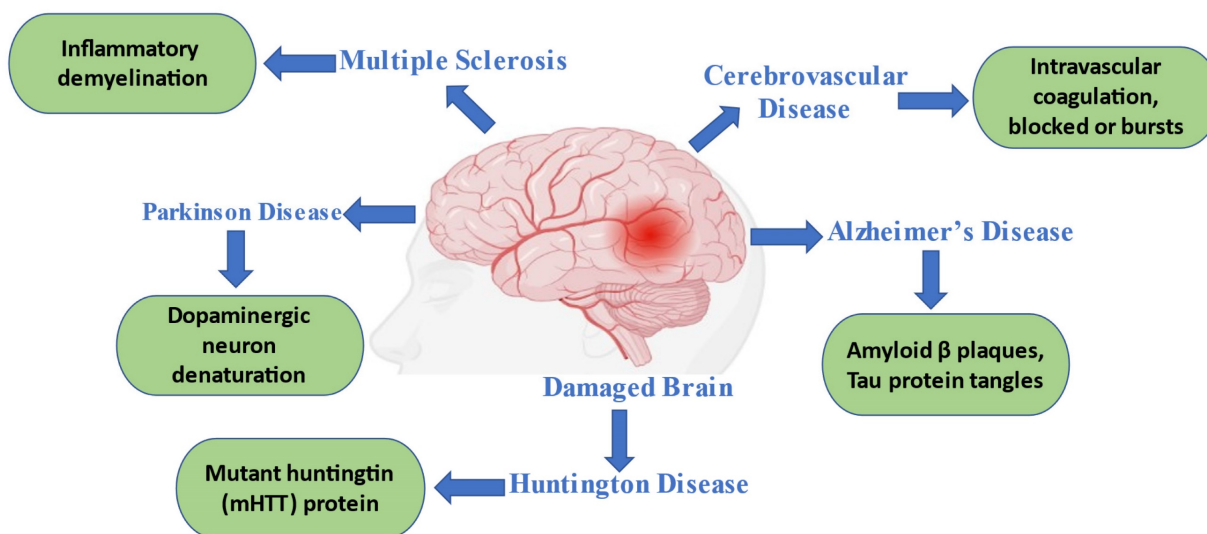 Inflammatory
demyelination
Multiple Sclerosis
Cerebrovascular
Disease
Intravascular
coagulation,
blocked or bursts
Parkinson Disease
Alzheimer’s Disease
Dopaminergic
neuron
denaturation
Amyloid β plaques,
Tau protein tangles
Damaged Brain
Mutant huntingtin
(mHTT) protein
Huntington Disease